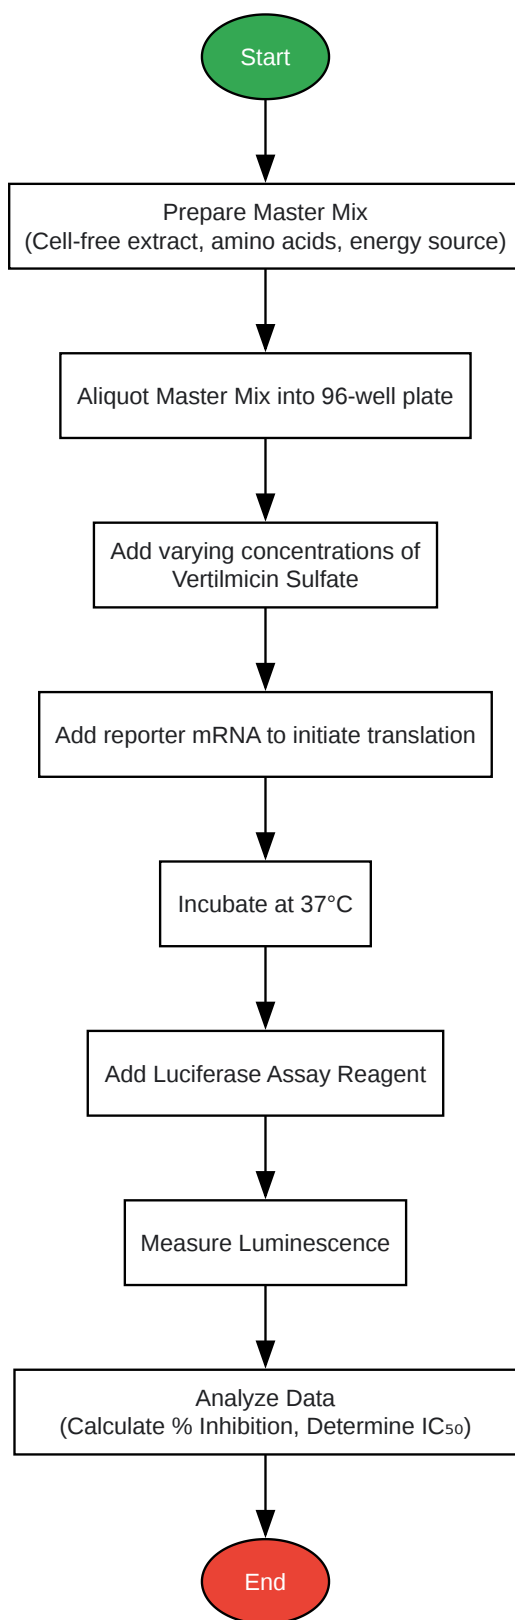 Start
Prepare Master Mix
(Cell-free extract, amino acids, energy source)
Aliquot Master Mix into 96-well plate
Add varying concentrations of
Vertilmicin Sulfate
Add reporter mRNA to initiate translation
Incubate at 37°C
Add Luciferase Assay Reagent
Measure Luminescence
Analyze Data
(Calculate % Inhibition, Determine IC₅₀)
End